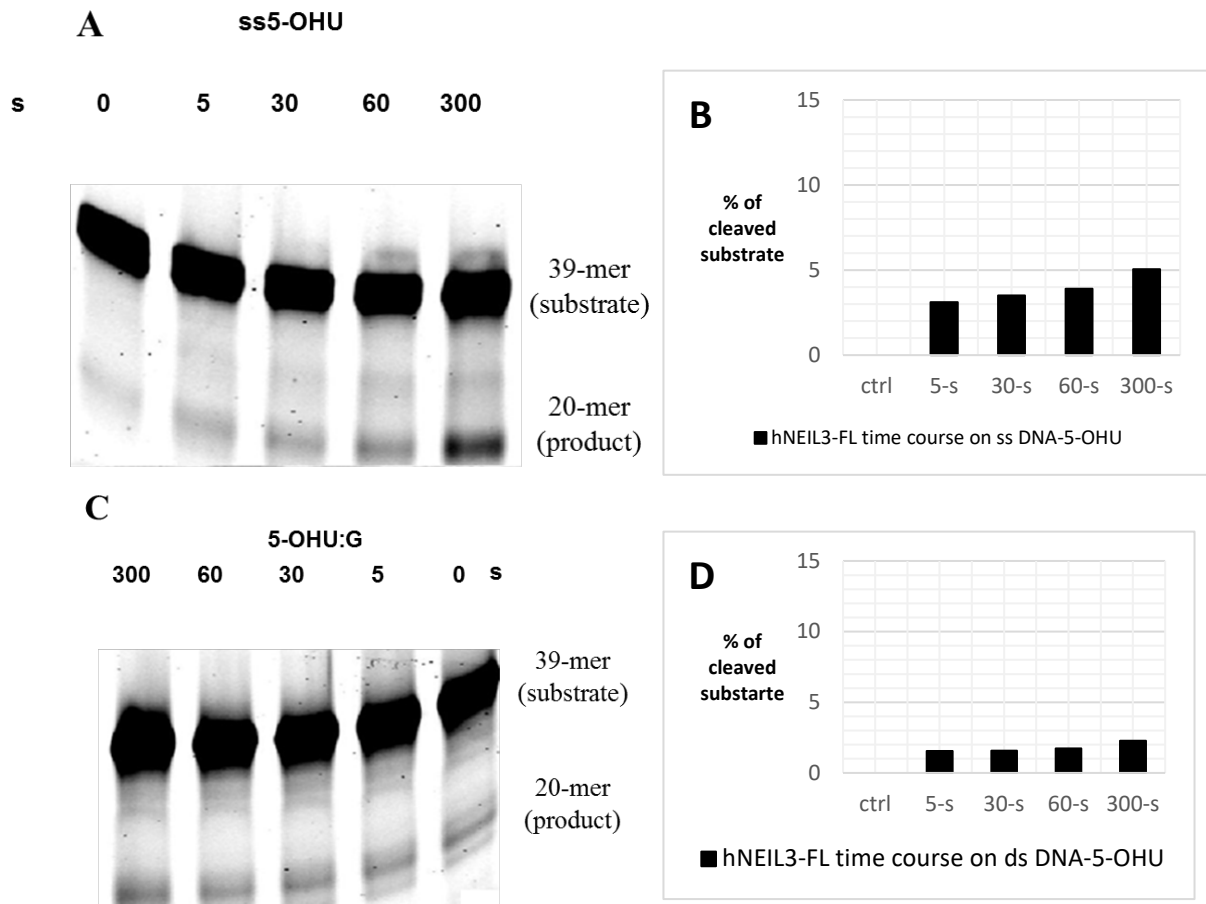 A
ss5-OHU
s 0 5 30 60 300
39-mer
(substrate)
20-mer
(product)
B
% of
cleaved
substrate
15
10
5
0
ctrl 5-s 30-s 60-s 300-s
hNEIL3-FL time course on ss DNA-5-OHU
C
5-OHU:G
300 60 30 5 0 s
39-mer
(substrate)
20-mer
(product)
D
% of
cleaved
substarte
15
10
5
0
ctrl 5-s 30-s 60-s 300-s
hNEIL3-FL time course on ds DNA-5-OHU